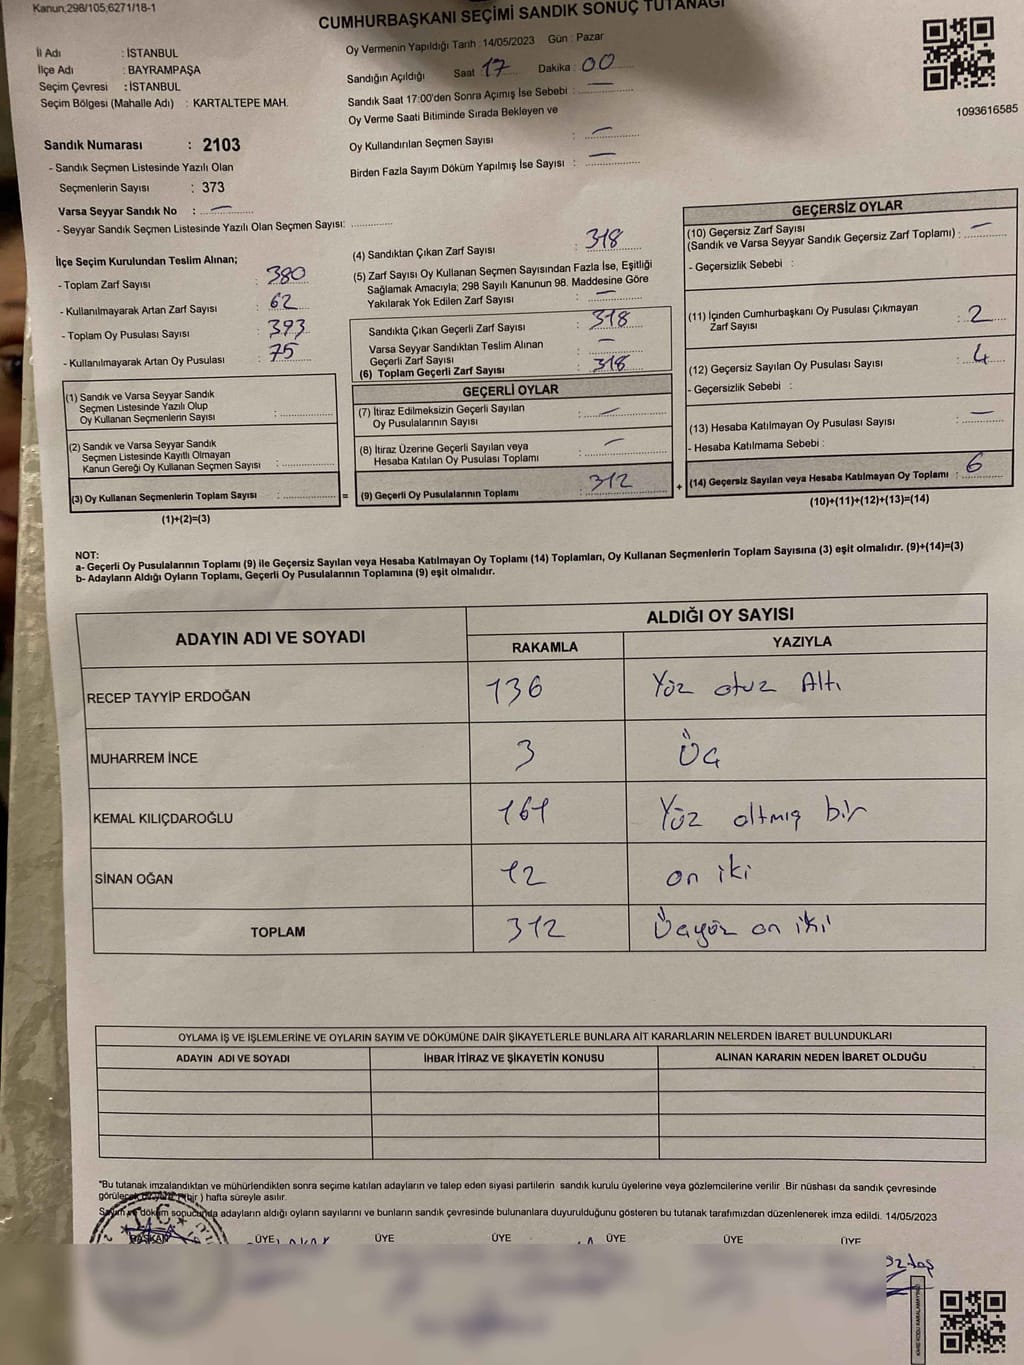 Kanun,298/105,6271/18-1
CUMHURBAŞKANI SEÇİMİ SANDIK SONUÇ TUTANAĞI
İl Adı : İSTANBUL
İlçe Adı : BAYRAMPAŞA
Seçim Çevresi : İSTANBUL
Seçim Bölgesi (Mahalle Adı) : KARTALTEPE MAH.
Oy Vermenin Yapıldığı Tarih : 14/05/2023 Gün : Pazar
Sandığın Açıldığı Saat : 17 Dakika : 00
Sandık Saat 17:00'den Sonra Açımış İse Sebebi : —
Oy Verme Saati Bitiminde Sırada Bekleyen ve
Oy Kullandırılan Seçmen Sayısı : —
Birden Fazla Sayım Döküm Yapılmış İse Sayısı : —
1093616585
Sandık Numarası : 2103
- Sandık Seçmen Listesinde Yazılı Olan
Seçmenlerin Sayısı : 373
Varsa Seyyar Sandık No : —
- Seyyar Sandık Seçmen Listesinde Yazılı Olan Seçmen Sayısı:
İlçe Seçim Kurulundan Teslim Alınan;
- Toplam Zarf Sayısı : 380
- Kullanılmayarak Artan Zarf Sayısı : 62
- Toplam Oy Pusulası Sayısı : 393
- Kullanılmayarak Artan Oy Pusulası : 75
(1) Sandık ve Varsa Seyyar Sandık
Seçmen Listesinde Yazılı Olup
Oy Kullanan Seçmenlerin Sayısı :
(2) Sandık ve Varsa Seyyar Sandık
Seçmen Listesinde Kayıtlı Olmayan
Kanun Gereği Oy Kullanan Seçmen Sayısı :
(3) Oy Kullanan Seçmenlerin Toplam Sayısı : =
(1)+(2)=(3)
(4) Sandıktan Çıkan Zarf Sayısı : 318
(5) Zarf Sayısı Oy Kullanan Seçmen Sayısından Fazla İse, Eşitliği
Sağlamak Amacıyla; 298 Sayılı Kanunun 98. Maddesine Göre
Yakılarak Yok Edilen Zarf Sayısı : —
Sandıkta Çıkan Geçerli Zarf Sayısı : 318
Varsa Seyyar Sandıktan Teslim Alınan
Geçerli Zarf Sayısı : —
(6) Toplam Geçerli Zarf Sayısı : 318
GEÇERLİ OYLAR
(7) İtiraz Edilmeksizin Geçerli Sayılan
Oy Pusulasının Sayısı : —
(8) İtiraz Üzerine Geçerli Sayılan veya
Hesaba Katılan Oy Pusulası Toplamı : —
(9) Geçerli Oy Pusulalarının Toplamı : 312 +
GEÇERSİZ OYLAR
(10) Geçersiz Zarf Sayısı
(Sandık ve Varsa Seyyar Sandık Geçersiz Zarf Toplamı) : —
- Geçersizlik Sebebi :
(11) İçinden Cumhurbaşkanı Oy Pusulası Çıkmayan
Zarf Sayısı : 2
(12) Geçersiz Sayılan Oy Pusulası Sayısı : 4
- Geçersizlik Sebebi :
(13) Hesaba Katılmayan Oy Pusulası Sayısı : —
- Hesaba Katılmama Sebebi :
(14) Geçersiz Sayılan veya Hesaba Katılmayan Oy Toplamı : 6
(10)+(11)+(12)+(13)=(14)
NOT:
a- Geçerli Oy Pusulalarının Toplamı (9) ile Geçersiz Sayılan veya Hesaba Katılmayan Oy Toplamı (14) Toplamları, Oy Kullanan Seçmenlerin Toplam Sayısına (3) eşit olmalıdır. (9)+(14)=(3)
b- Adayların Aldığı Oyların Toplamı, Geçerli Oy Pusulalarının Toplamına (9) eşit olmalıdır.
ADAYIN ADI VE SOYADI
ALDIĞI OY SAYISI
RAKAMLA YAZIYLA
RECEP TAYYİP ERDOĞAN 136 Yüz otuz Altı
MUHARREM İNCE 3 Üç
KEMAL KILIÇDAROĞLU 161 Yüz altmış bir
SİNAN OĞAN 12 on iki
TOPLAM 312 Üçyüz on iki
OYLAMA İŞ VE İŞLEMLERİNE VE OYLARIN SAYIM VE DÖKÜMÜNE DAİR ŞİKAYETLERLE BUNLARA AİT KARARLARIN NELERDEN İBARET BULUNDUKLARI
ADAYIN ADI VE SOYADI İHBAR İTİRAZ VE ŞİKAYETİN KONUSU ALINAN KARARIN NEDEN İBARET OLDUĞU
*Bu tutanak imzalandıktan ve mühürlendikten sonra seçime katılan adayların ve talep eden siyasi partilerin sandık kurulu üyelerine veya gözlemcilerine verilir. Bir nüshası da sandık çevresinde
görülecek bir yere 1 (bir) hafta süreyle asılır.
Sayım ve döküm sonucunda adayların aldığı oyların sayılarını ve bunların sandık çevresinde bulunanlara duyurulduğunu gösteren bu tutanak tarafımızdan düzenlenerek imza edildi. 14/05/2023
T.C.
BAŞKAN ÜYE ÜYE ÜYE ÜYE ÜYE ÜYE